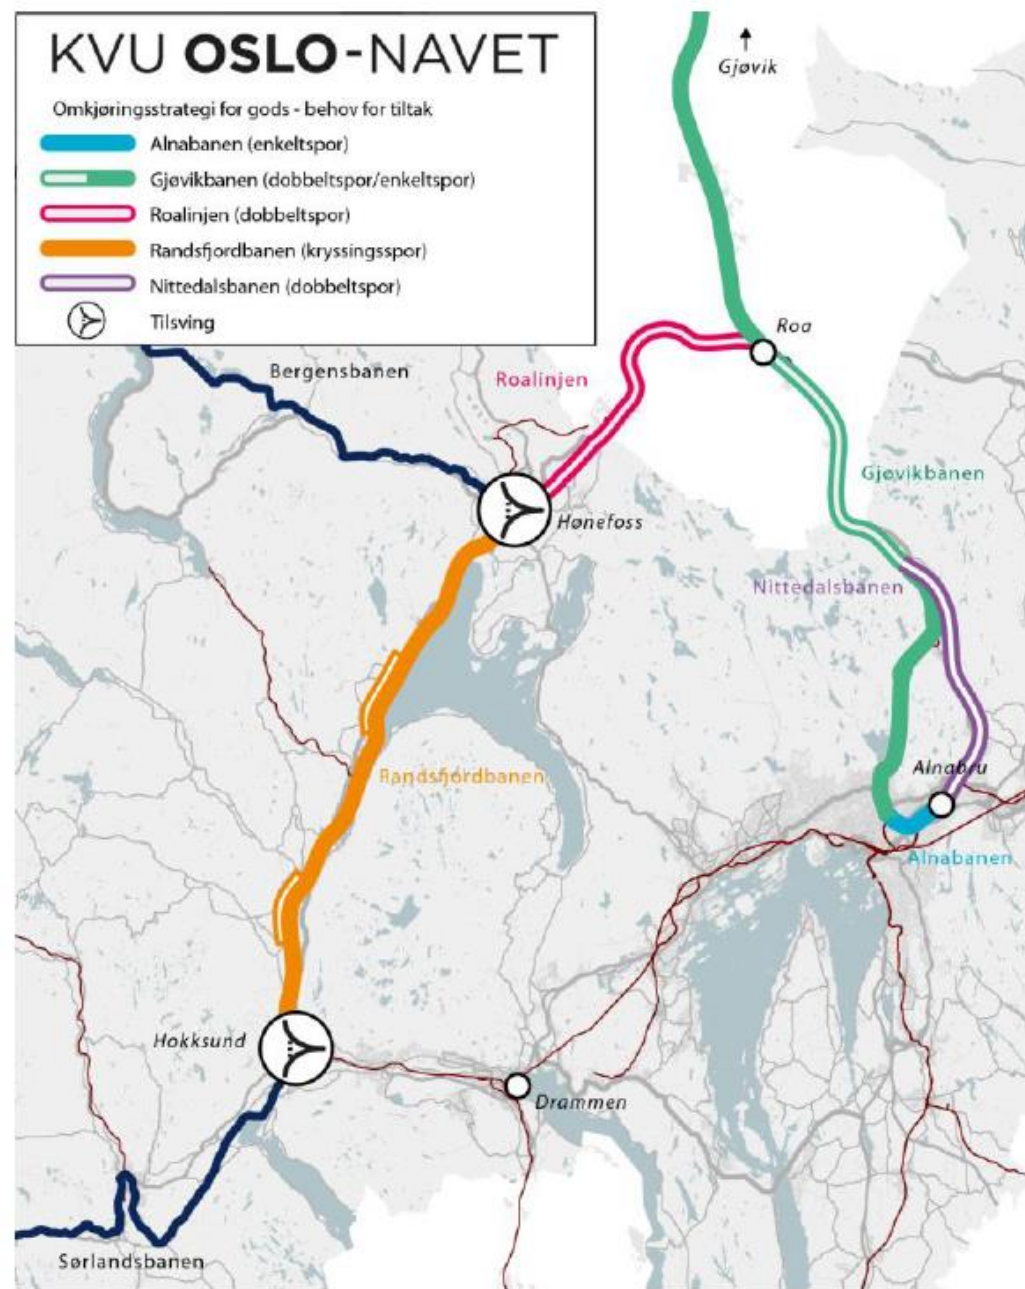 KVU OSLO-NAVET
Omkjøringsstrategi for gods - behov for tiltak
Alnabanen (enkeltspor)
Gjøvikbanen (dobbeltspor/enkeltspor)
Roalinjen (dobbeltspor)
Randsfjordbanen (kryssingsspor)
Nittedalsbanen (dobbeltspor)
Tilsving
Gjøvik
Roa
Bergensbanen
Roalinjen
Gjøvikbanen
Hønefoss
Nittedalsbanen
Alnabru
Randsfjordbanen
Alnabanen
Hokksund
Drammen
Sørlandsbanen